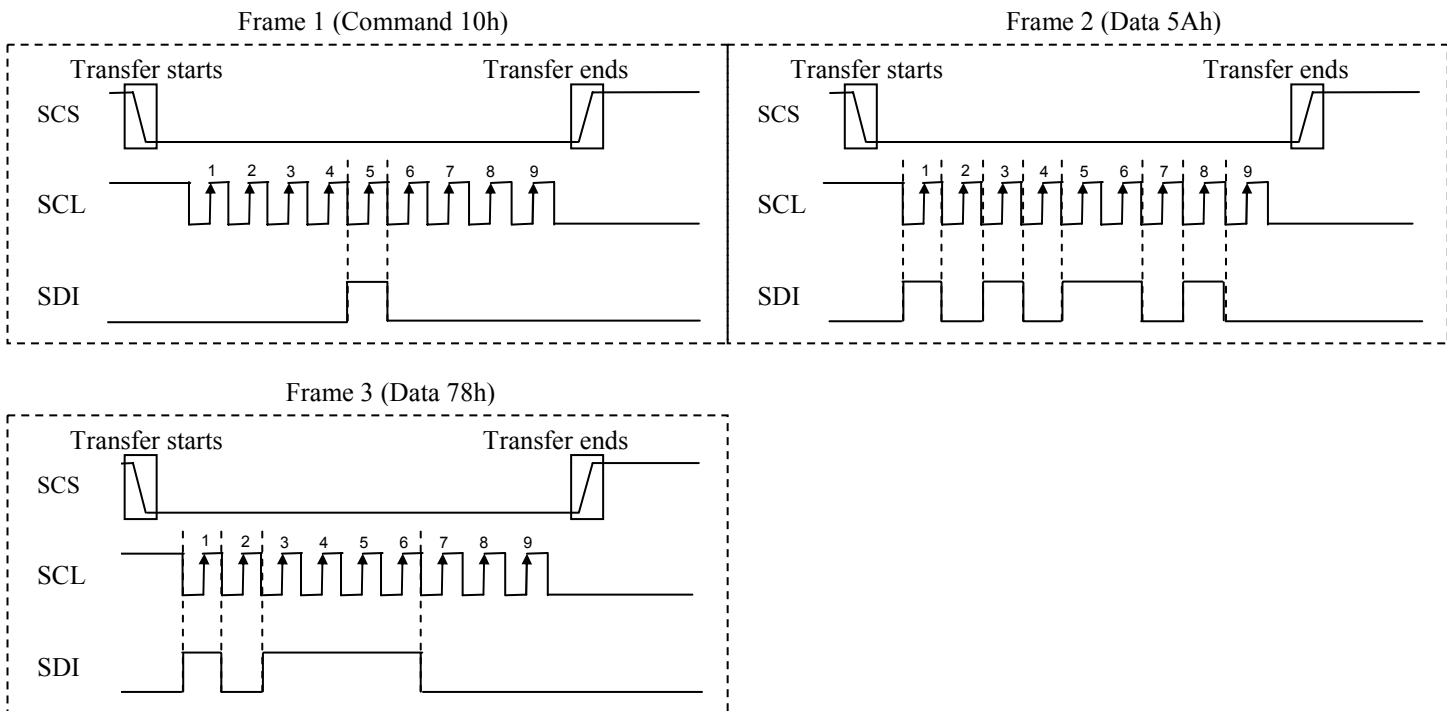 Frame 1 (Command 10h)
Transfer starts
Transfer ends
SCS
1 2 3 4 5 6 7 8 9
SCL
SDI
Frame 2 (Data 5Ah)
Transfer starts
Transfer ends
SCS
1 2 3 4 5 6 7 8 9
SCL
SDI
Frame 3 (Data 78h)
Transfer starts
Transfer ends
SCS
1 2 3 4 5 6 7 8 9
SCL
SDI